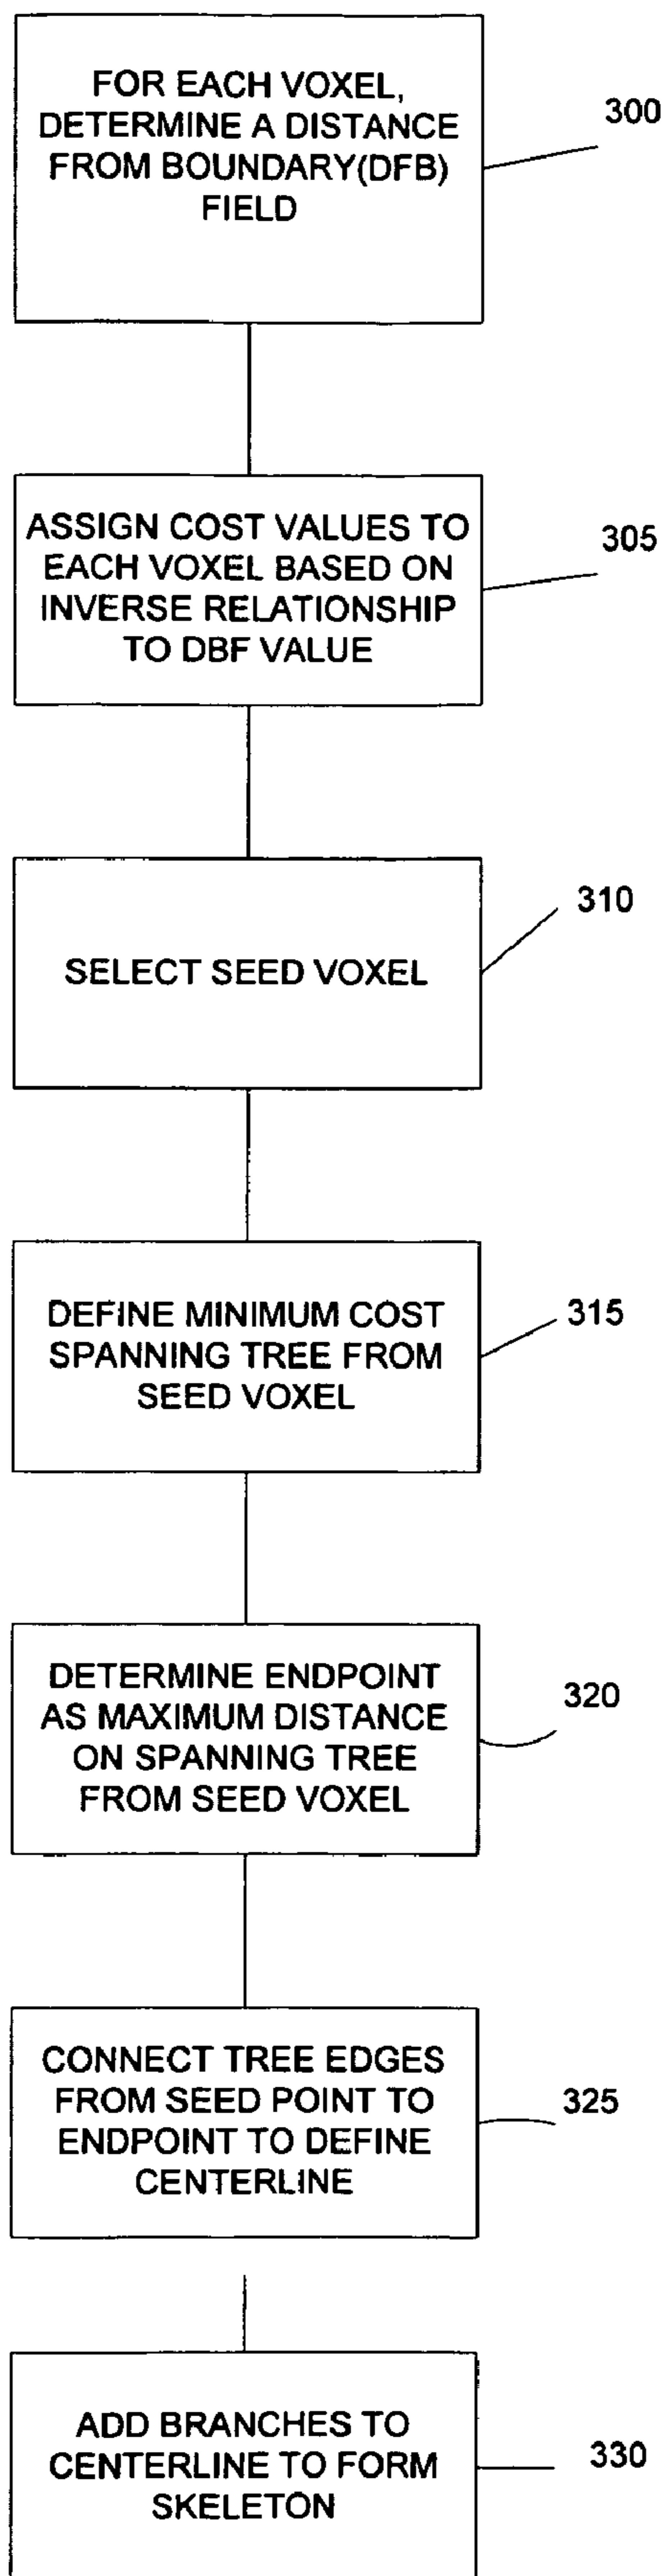 FOR EACH VOXEL,
DETERMINE A DISTANCE
FROM BOUNDARY(DFB)
FIELD
300
ASSIGN COST VALUES TO
EACH VOXEL BASED ON
INVERSE RELATIONSHIP
TO DBF VALUE
305
SELECT SEED VOXEL
310
DEFINE MINIMUM COST
SPANNING TREE FROM
SEED VOXEL
315
DETERMINE ENDPOINT
AS MAXIMUM DISTANCE
ON SPANNING TREE
FROM SEED VOXEL
320
CONNECT TREE EDGES
FROM SEED POINT TO
ENDPOINT TO DEFINE
CENTERLINE
325
ADD BRANCHES TO
CENTERLINE TO FORM
SKELETON
330